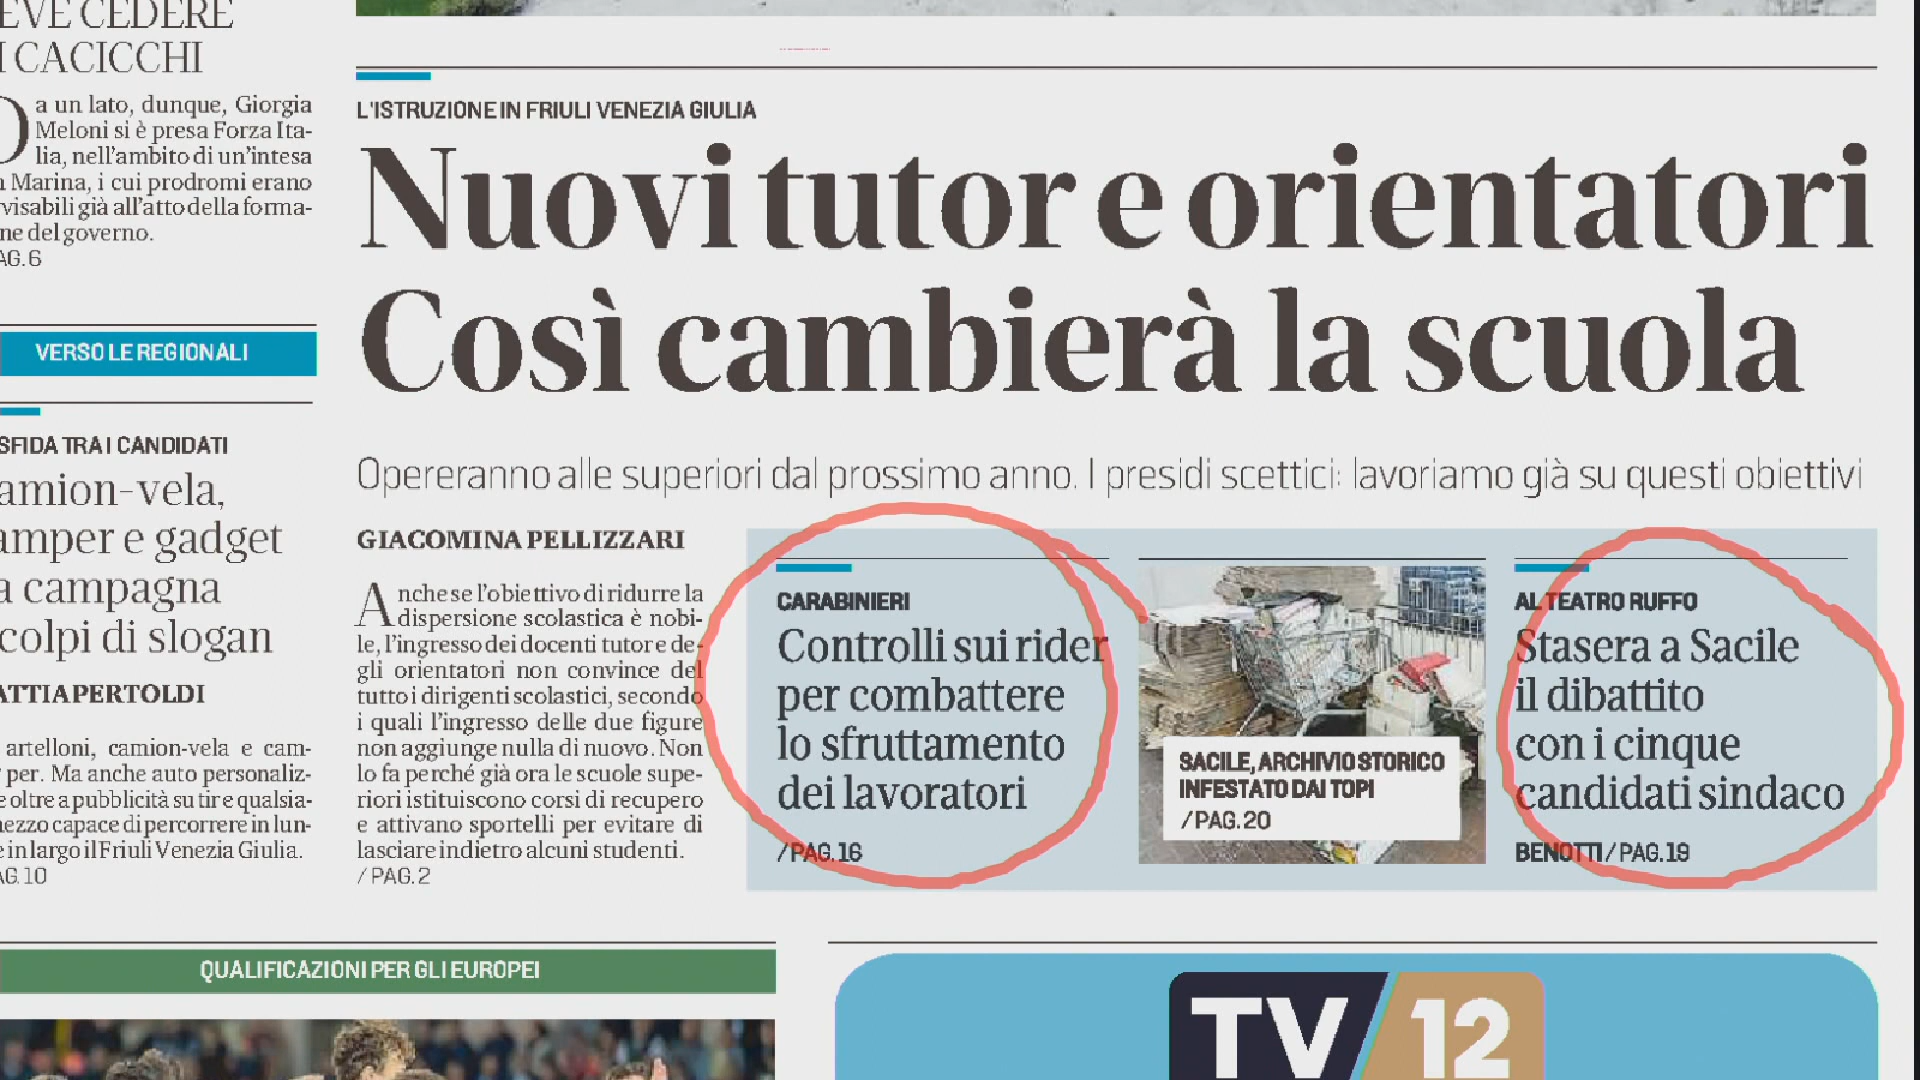 EVE CEDERE
I CACICCHI
Da un lato, dunque, Giorgia
Meloni si è presa Forza Ita-
lia, nell'ambito di un'intesa
Marina, i cui prodromi erano
visabili già all'atto della forma-
ne del governo.
AG. 6
VERSO LE REGIONALI
SFIDA TRA I CANDIDATI
amion-vela,
amper e gadget
a campagna
colpi di slogan
ATTIA PERTOLDI
artelloni, camion-vela e cam-
per. Ma anche auto personaliz-
e oltre a pubblicità su tir e qualsia-
ezzo capace di percorrere in lun-
e in largo il Friuli Venezia Giulia.
AG. 10
L'ISTRUZIONE IN FRIULI VENEZIA GIULIA
Nuovi tutor e orientatori
Così cambierà la scuola
Opereranno alle superiori dal prossimo anno. I presidi scettici: lavoriamo già su questi obiettivi
GIACOMINA PELLIZZARI
Anche se l'obiettivo di ridurre la
dispersione scolastica è nobi-
le, l'ingresso dei docenti tutor e de-
gli orientatori non convince del
tutto i dirigenti scolastici, secondo
i quali l'ingresso delle due figure
non aggiunge nulla di nuovo. Non
lo fa perché già ora le scuole supe-
riori istituiscono corsi di recupero
e attivano sportelli per evitare di
lasciare indietro alcuni studenti.
/ PAG. 2
CARABINIERI
Controlli sui rider
per combattere
lo sfruttamento
dei lavoratori
/ PAG. 16
SACILE, ARCHIVIO STORICO
INFESTATO DAI TOPI
/ PAG. 20
AL TEATRO RUFFO
Stasera a Sacile
il dibattito
con i cinque
candidati sindaco
BENOTTI / PAG. 19
QUALIFICAZIONI PER GLI EUROPEI
TV 12